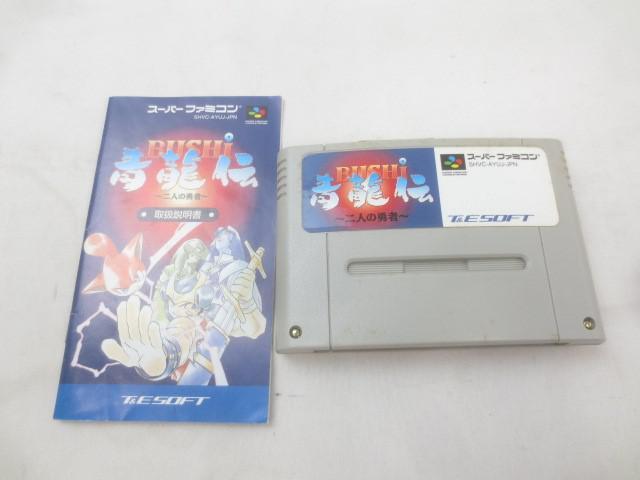 スーパーファミコン
SHVC-AYUJ-JPN
BUSHi
青龍伝
～二人の勇者～
取扱説明書
T&ESOFT
スーパーファミコン
SHVC-AYUJ-JPN
BUSHi
青龍伝
～二人の勇者～
T&ESOFT